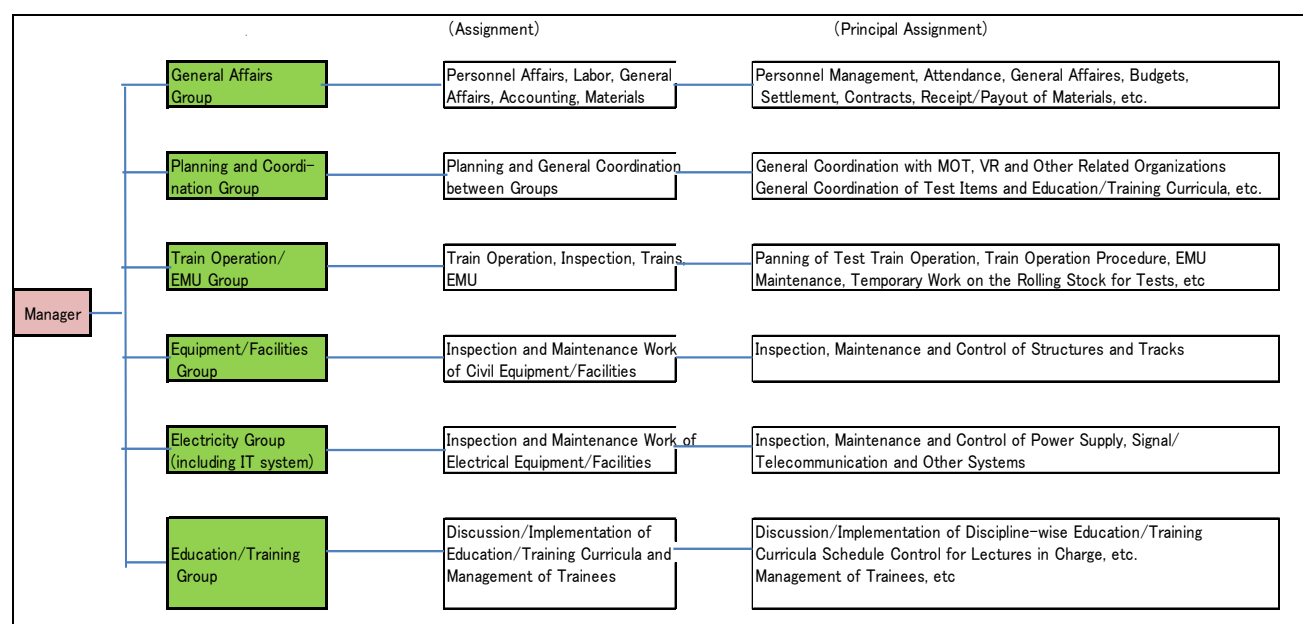 (Assignment)
(Principal Assignment)
General Affairs
Group
Personnel Affairs, Labor, General
Affairs, Accounting, Materials
Personnel Management, Attendance, General Affaires, Budgets,
Settlement, Contracts, Receipt/Payout of Materials, etc.
Planning and Coordi-
nation Group
Planning and General Coordination
between Groups
General Coordination with MOT, VR and Other Related Organizations
General Coordination of Test Items and Education/Training Curricula, etc.
Train Operation/
EMU Group
Train Operation, Inspection, Trains,
EMU
Panning of Test Train Operation, Train Operation Procedure, EMU
Maintenance, Temporary Work on the Rolling Stock for Tests, etc
Manager
Equipment/Facilities
Group
Inspection and Maintenance Work
of Civil Equipment/Facilities
Inspection, Maintenance and Control of Structures and Tracks
Electricity Group
(including IT system)
Inspection and Maintenance Work of
Electrical Equipment/Facilities
Inspection, Maintenance and Control of Power Supply, Signal/
Telecommunication and Other Systems
Education/Training
Group
Discussion/Implementation of
Education/Training Curricula and
Management of Trainees
Discussion/Implementation of Discipline-wise Education/Training
Curricula Schedule Control for Lectures in Charge, etc.
Management of Trainees, etc